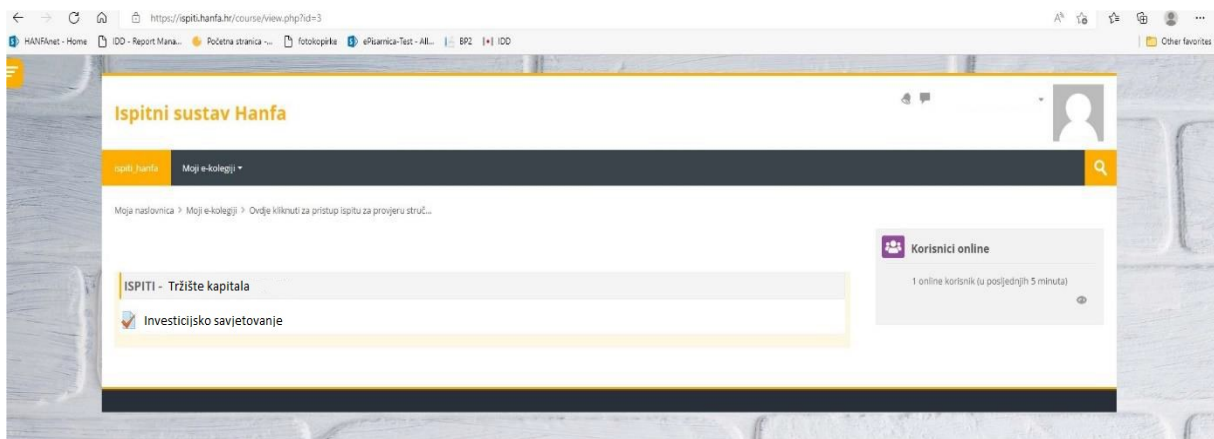 https://ispiti.hanfa.hr/course/view.php?id=3
HANFAnet - Home IDD - Report Mana... Početna stranica -... fotokopirke ePisarnica-Test - All... BP2 IDD Other favorites
Ispitni sustav Hanfa
ispiti_hanfa Moji e-kolegiji
Moja naslovnica > Moji e-kolegiji > Ovdje kliknuti za pristup ispitu za provjeru struč...
Korisnici online
1 online korisnik (u posljednjih 5 minuta)
ISPITI - Tržište kapitala
Investicijsko savjetovanje